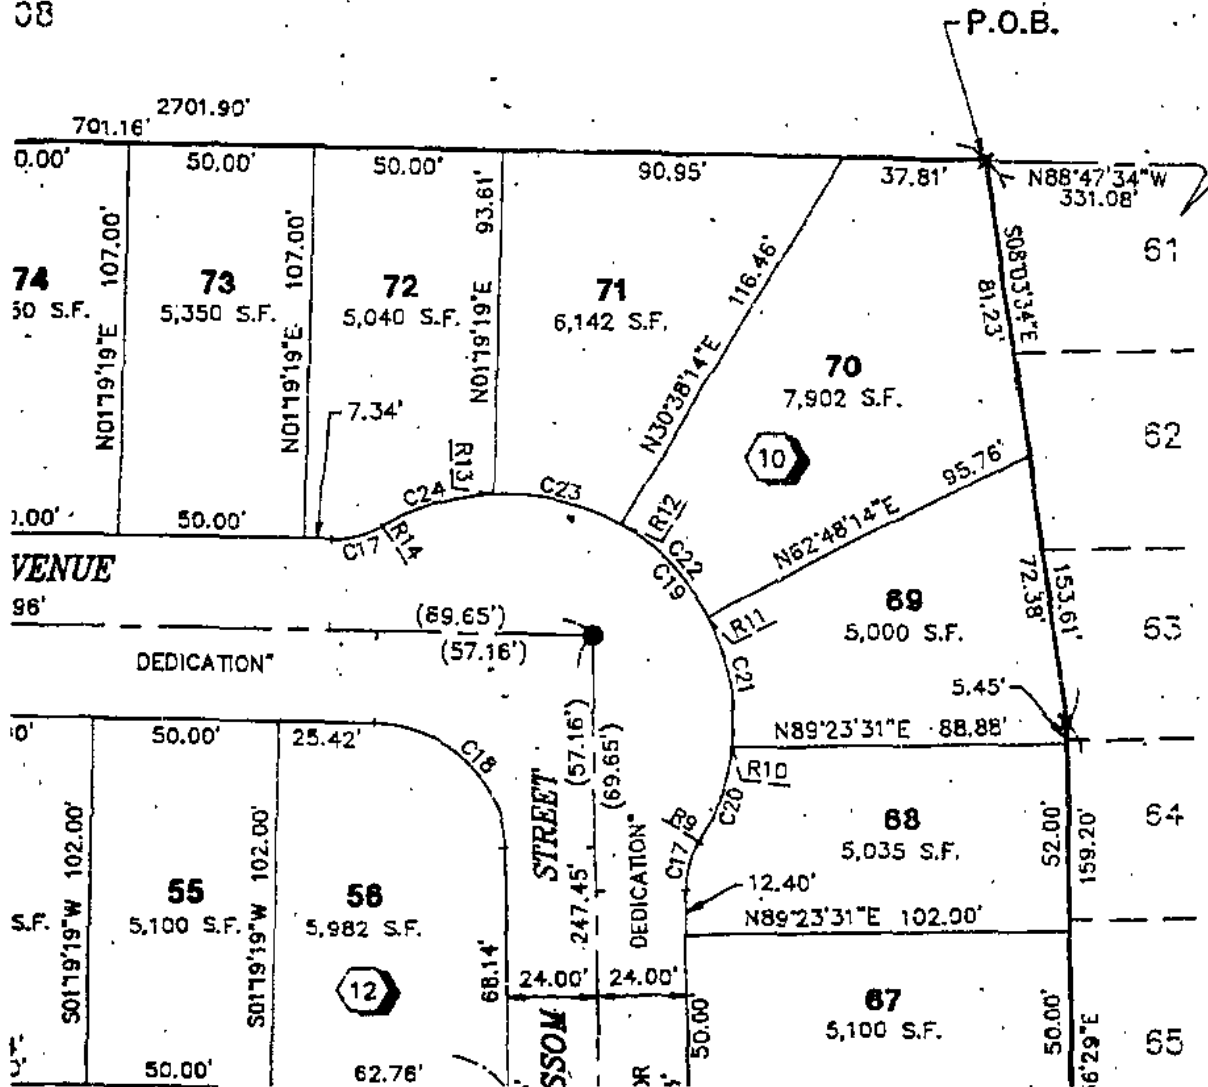 P.O.B.
2701.90'
701.16'
50.00'
50.00'
90.95'
37.81'
N88°47'34"W
331.08'
93.61'
107.00'
107.00'
N01°19'19"E
N01°19'19"E
N01°19'19"E
116.46'
N30°38'14"E
S08°03'34"E
81.23'
61
74
S.F.
73
5,350 S.F.
72
5,040 S.F.
71
6,142 S.F.
70
7,902 S.F.
10
62
7.34'
R13
C24
C23
R12
C22
C19
C17
R14
95.76'
N62°48'14"E
50.00'
VENUE
96'
(69.65')
(57.16')
DEDICATION"
R11
C21
69
5,000 S.F.
72.38'
153.61'
63
5.45'
N89°23'31"E 88.88'
50.00'
25.42'
C18
(57.16')
(69.65')
R10
C20
R9
C17
STREET
DEDICATION"
247.45'
68
5,035 S.F.
52.00'
159.20'
64
12.40'
N89°23'31"E 102.00'
S.F.
S01°19'19"W 102.00'
55
5,100 S.F.
S01°19'19"W 102.00'
56
5,982 S.F.
12
68.14'
24.00'
24.00'
67
5,100 S.F.
50.00'
50.00
6'29"E
65
50.00'
62.76'
SSOM
OR